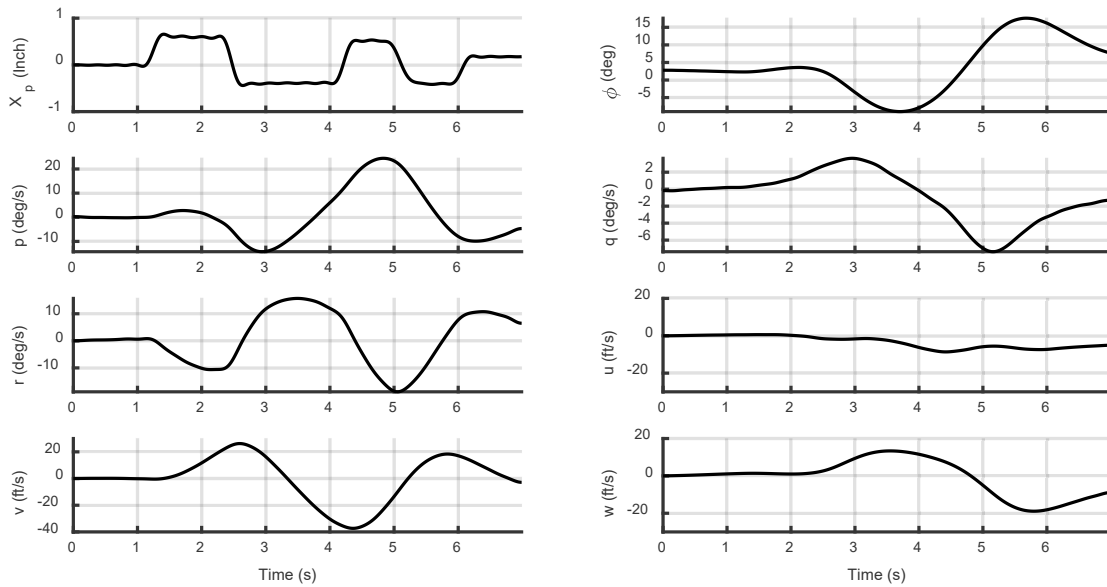 X_p (Inch)
1
0
-1
0 1 2 3 4 5 6
p (deg/s)
20
10
0
-10
0 1 2 3 4 5 6
r (deg/s)
10
0
-10
0 1 2 3 4 5 6
v (ft/s)
20
0
-20
-40
0 1 2 3 4 5 6
Time (s)
ϕ (deg)
15
10
5
0
-5
0 1 2 3 4 5 6
q (deg/s)
2
0
-2
-4
-6
0 1 2 3 4 5 6
u (ft/s)
20
0
-20
0 1 2 3 4 5 6
w (ft/s)
20
0
-20
0 1 2 3 4 5 6
Time (s)